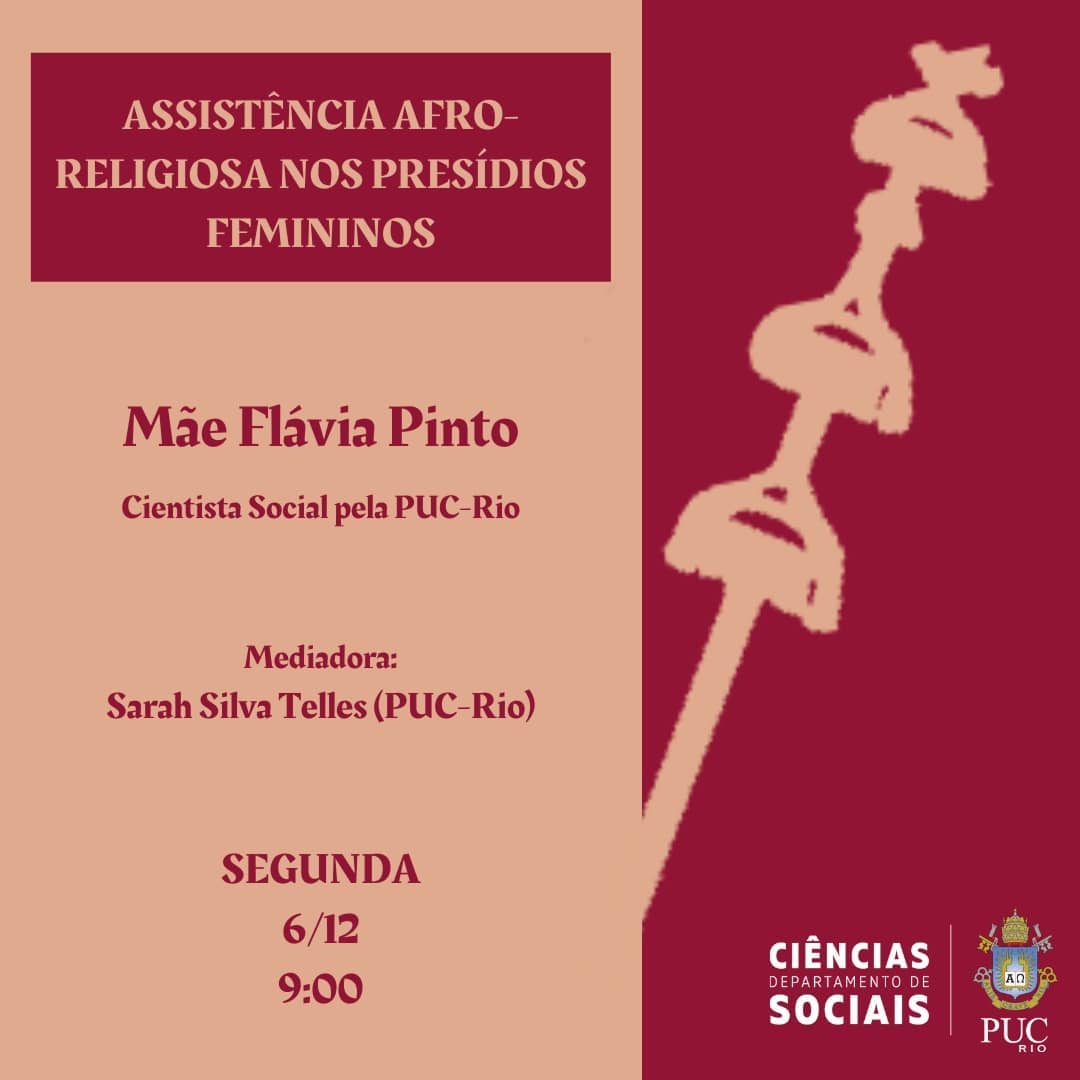 ASSISTÊNCIA AFRO-
RELIGIOSA NOS PRESÍDIOS
FEMININOS
Mãe Flávia Pinto
Cientista Social pela PUC-Rio
Mediadora:
Sarah Silva Telles (PUC-Rio)
SEGUNDA
6/12
9:00
CIÊNCIAS
DEPARTAMENTO DE
SOCIAIS
ΑΩ
PUC
RIO